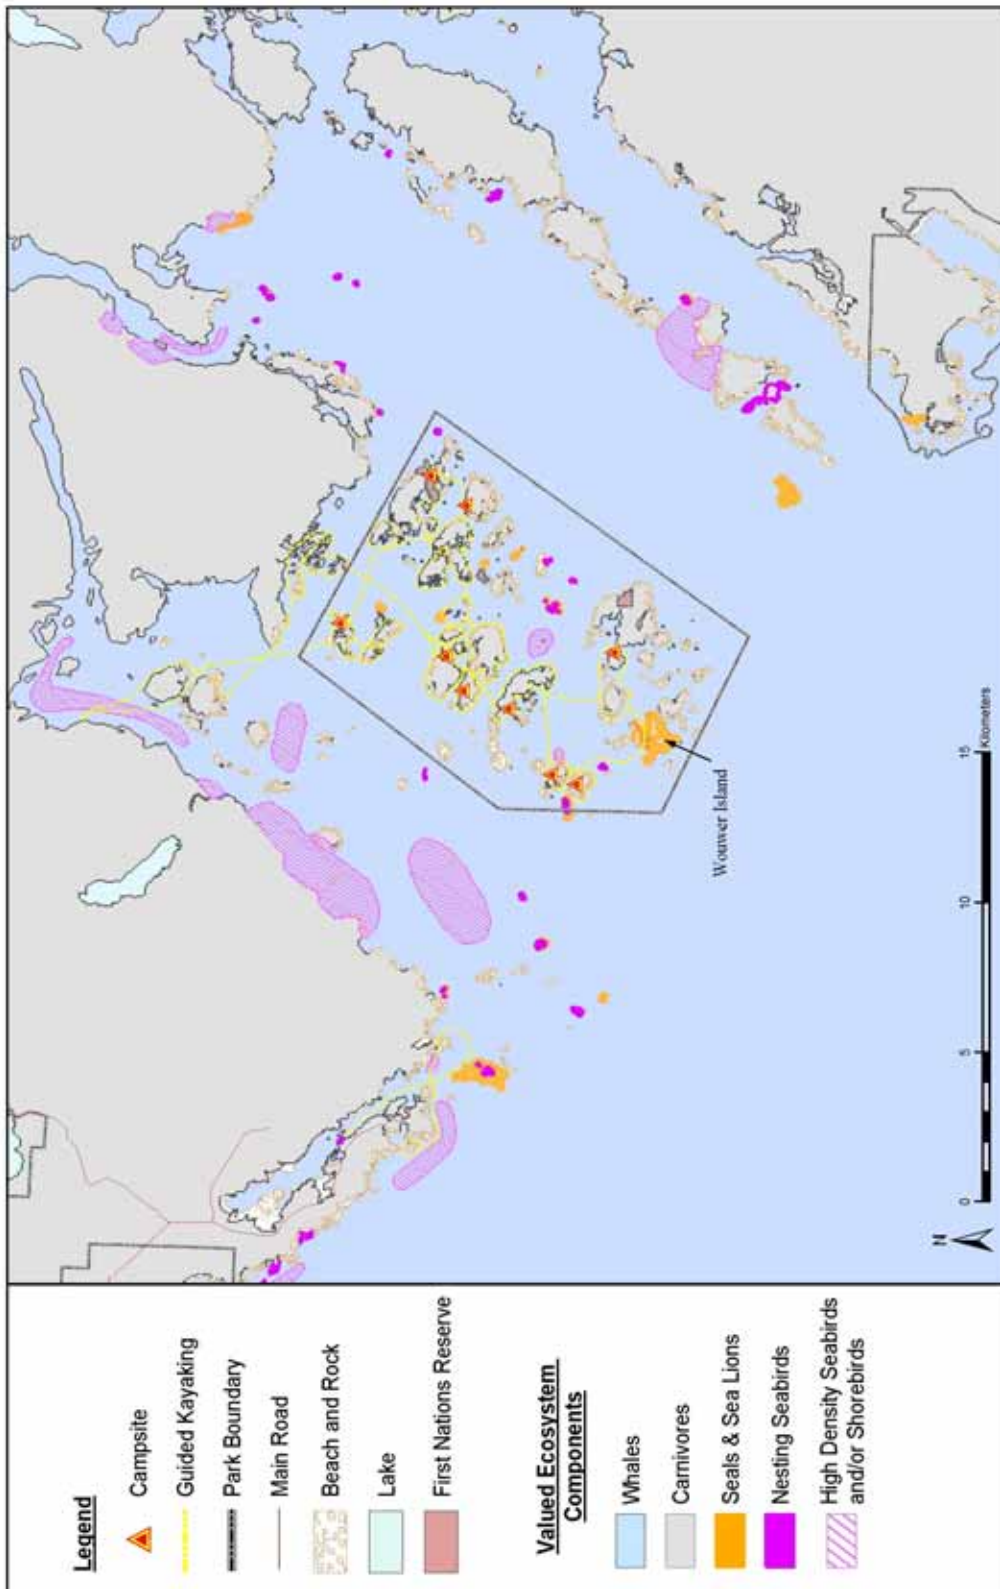 Legend
Campsite
Guided Kayaking
Park Boundary
Main Road
Beach and Rock
Lake
First Nations Reserve
Valued Ecosystem
Components
Whales
Carnivores
Seals & Sea Lions
Nesting Seabirds
High Density Seabirds
and/or Shorebirds
Wouwer Island
N
0
5
10
15
Kilometers